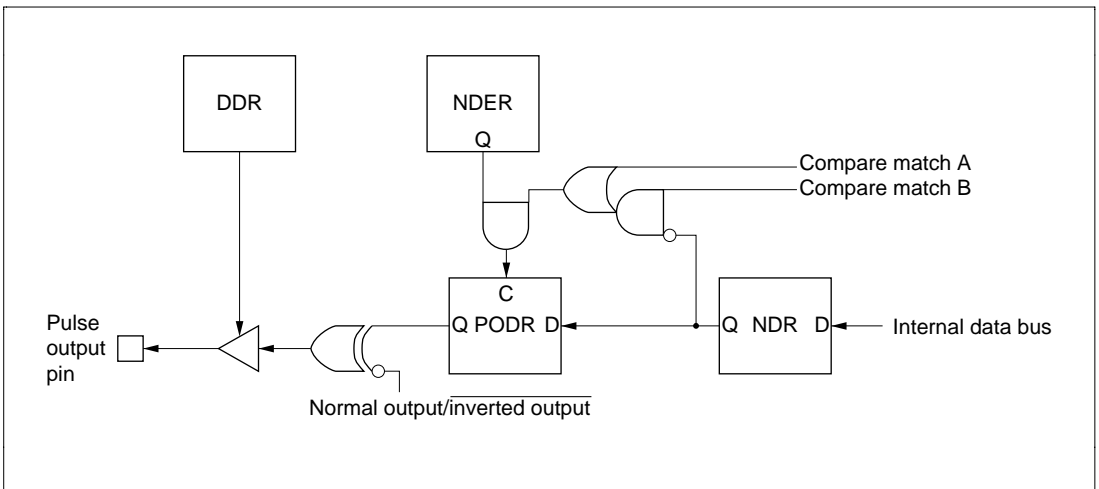 DDR
NDER
Q
Compare match A
Compare match B
C
Q PODR D
Q NDR D
Internal data bus
Pulse
output
pin
Normal output/inverted output